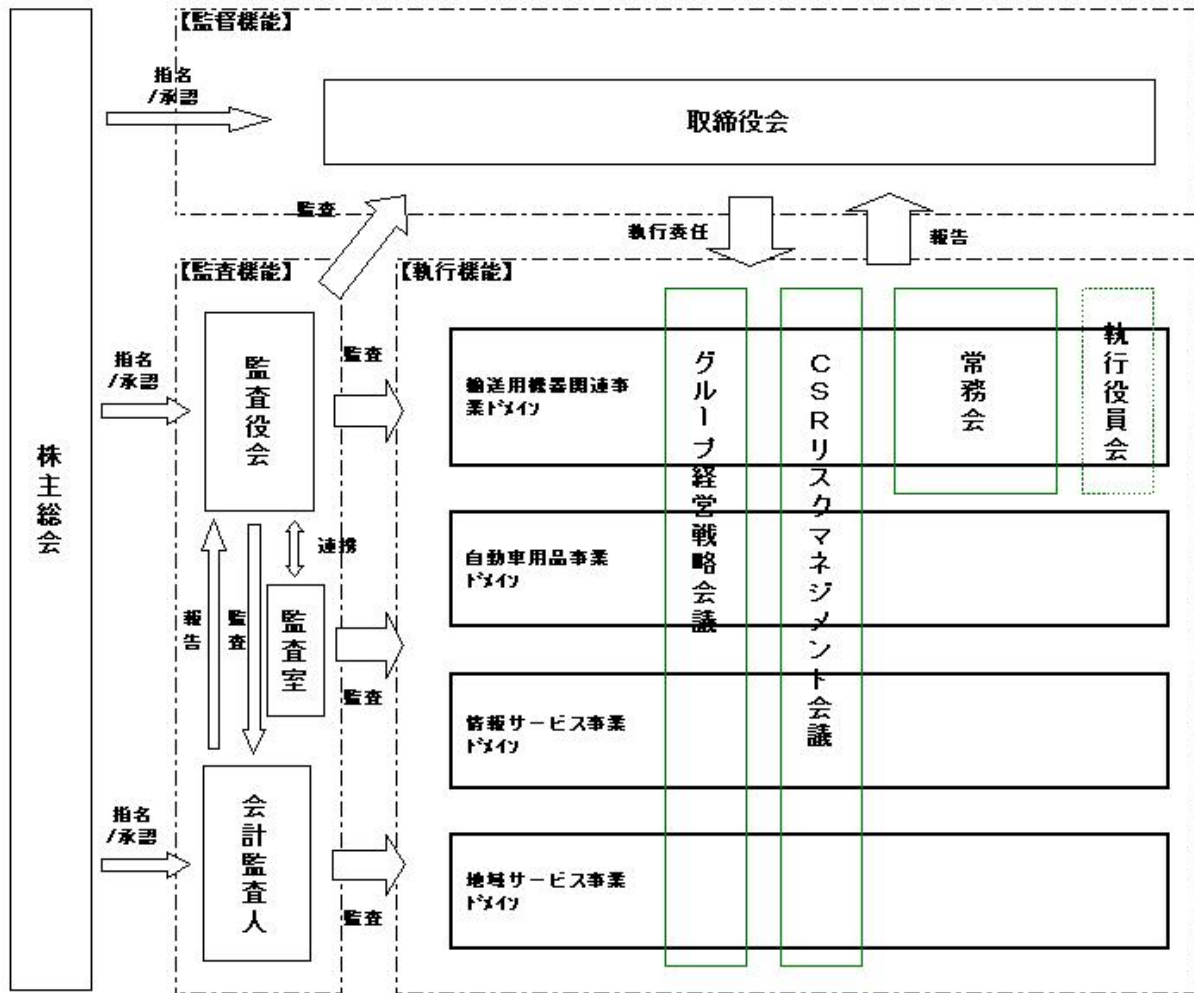 【監督機能】
指名
/承認
取締役会
監査
執行委任
報告
【監査機能】
【執行機能】
株主総会
指名
/承認
監査役会
監査
連携
報告
監査
監査室
監査
指名
/承認
会計監査人
監査
輸送用機器関連事
業ドメイン
自動車用品事業
ドメイン
情報サービス事業
ドメイン
地域サービス事業
ドメイン
グループ経営戦略会議
CSRリスクマネジメント会議
常務会
執行役員会